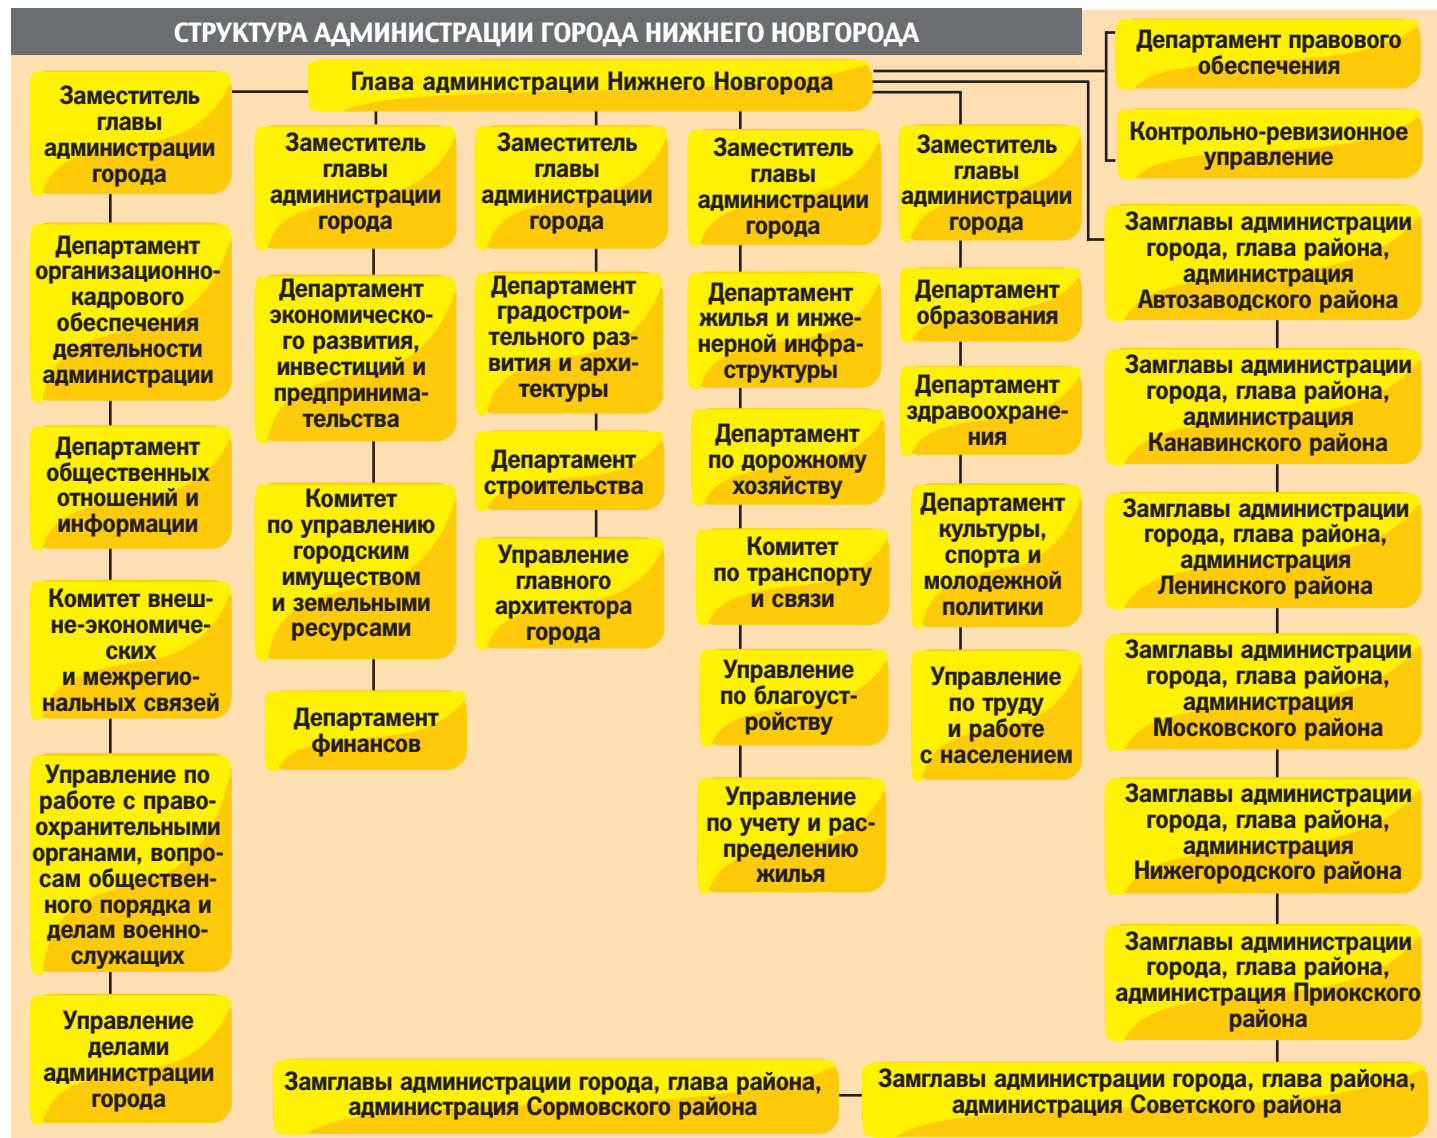 СТРУКТУРА АДМИНИСТРАЦИИ ГОРОДА НИЖНЕГО НОВГОРОДА
Глава администрации Нижнего Новгорода
Заместитель
главы
администрации
города
Департамент
организационно-
кадрового
обеспечения
деятельности
администрации
Департамент
общественных
отношений и
информации
Комитет внеш-
не-экономиче-
ских
и межрегио-
нальных связей
Управление по
работе с право-
охранительными
органами, вопро-
сам обществен-
ного порядка и
делам военно-
служащих
Управление
делами
администрации
города
Заместитель
главы
администрации
города
Департамент
экономическо-
го развития,
инвестиций и
предпринима-
тельства
Комитет
по управлению
городским
имуществом
и земельными
ресурсами
Департамент
финансов
Заместитель
главы
администрации
города
Департамент
градострои-
тельного раз-
вития и архи-
тектуры
Департамент
строительства
Управление
главного
архитектора
города
Заместитель
главы
администрации
города
Департамент
жилья и инже-
нерной инфра-
структуры
Департамент
по дорожному
хозяйству
Комитет
по транспорту
и связи
Управление
по благоуст-
ройству
Управление
по учету и рас-
пределению
жилья
Заместитель
главы
администрации
города
Департамент
образования
Департамент
здравоохране-
ния
Департамент
культуры,
спорта и
молодежной
политики
Управление
по труду
и работе
с населением
Департамент правового
обеспечения
Контрольно-ревизионное
управление
Замглавы администрации
города, глава района,
администрация
Автозаводского района
Замглавы администрации
города, глава района,
администрация
Канавинского района
Замглавы администрации
города, глава района,
администрация
Ленинского района
Замглавы администрации
города, глава района,
администрация
Московского района
Замглавы администрации
города, глава района,
администрация
Нижегородского района
Замглавы администрации
города, глава района,
администрация Приокского
района
Замглавы администрации города, глава района,
администрация Советского района
Замглавы администрации города, глава района,
администрация Сормовского района